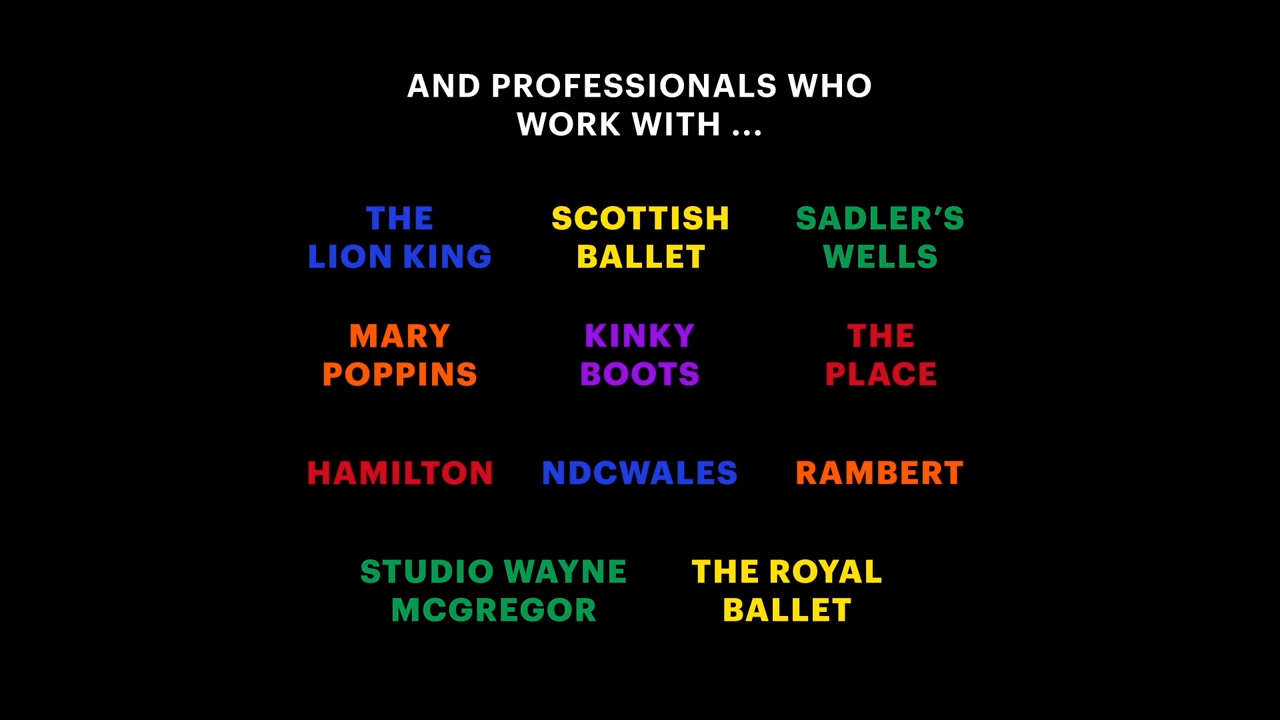 AND PROFESSIONALS WHO
WORK WITH ...
THE
LION KING
SCOTTISH
BALLET
SADLER’S
WELLS
MARY
POPPINS
KINKY
BOOTS
THE
PLACE
HAMILTON
NDCWALES
RAMBERT
STUDIO WAYNE
MCGREGOR
THE ROYAL
BALLET